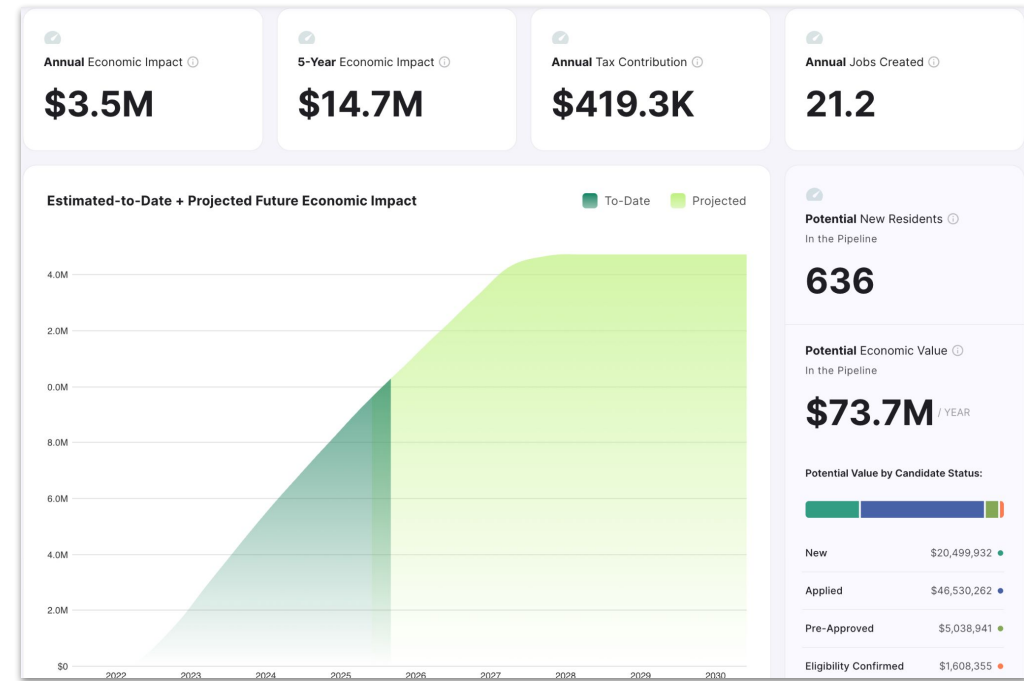 Annual Economic Impact
$3.5M
5-Year Economic Impact
$14.7M
Annual Tax Contribution
$419.3K
Annual Jobs Created
21.2
Estimated-to-Date + Projected Future Economic Impact
To-Date
Projected
4.0M
2.0M
0.0M
8.0M
6.0M
4.0M
2.0M
$0
2022 2023 2024 2025 2026 2027 2028 2029 2030
Potential New Residents
In the Pipeline
636
Potential Economic Value
In the Pipeline
$73.7M / YEAR
Potential Value by Candidate Status:
New $20,499,932
Applied $46,530,262
Pre-Approved $5,038,941
Eligibility Confirmed $1,608,355